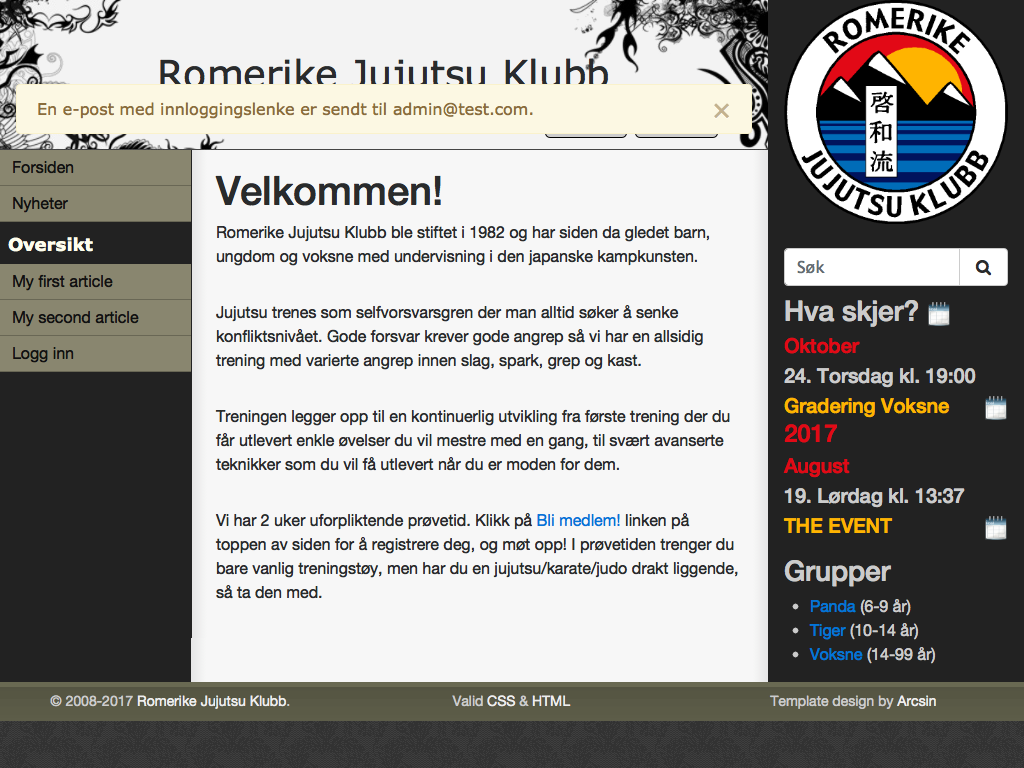 Romerike Jujutsu Klubb
En e-post med innloggingslenke er sendt til admin@test.com.
×
ROMERIKE
啓和流
JUJUTSU KLUBB
Forsiden
Nyheter
Oversikt
My first article
My second article
Logg inn
Velkommen!
Romerike Jujutsu Klubb ble stiftet i 1982 og har siden da gledet barn,
ungdom og voksne med undervisning i den japanske kampkunsten.
Jujutsu trenes som selfvorsvarsgren der man alltid søker å senke
konfliktsnivået. Gode forsvar krever gode angrep så vi har en allsidig
trening med varierte angrep innen slag, spark, grep og kast.
Treningen legger opp til en kontinuerlig utvikling fra første trening der du
får utlevert enkle øvelser du vil mestre med en gang, til svært avanserte
teknikker som du vil få utlevert når du er moden for dem.
Vi har 2 uker uforpliktende prøvetid. Klikk på Bli medlem! linken på
toppen av siden for å registrere deg, og møt opp! I prøvetiden trenger du
bare vanlig treningstøy, men har du en jujutsu/karate/judo drakt liggende,
så ta den med.
Søk
Hva skjer?
Oktober
24. Torsdag kl. 19:00
Gradering Voksne
2017
August
19. Lørdag kl. 13:37
THE EVENT
Grupper
• Panda (6-9 år)
• Tiger (10-14 år)
• Voksne (14-99 år)
© 2008-2017 Romerike Jujutsu Klubb.
Valid CSS & HTML
Template design by Arcsin